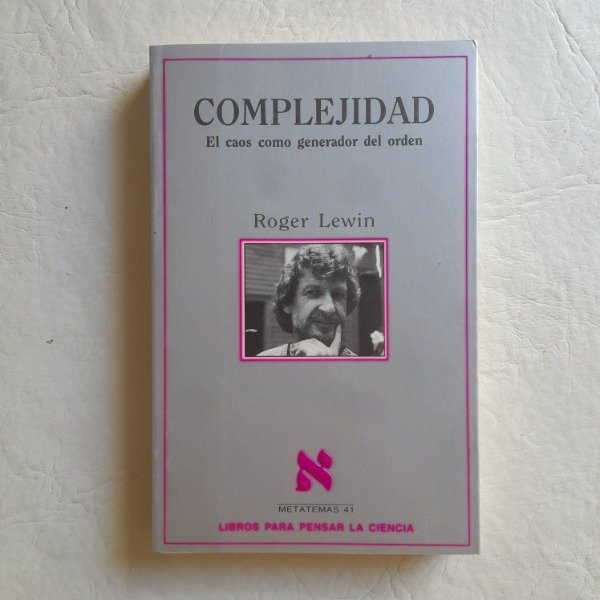 COMPLEJIDAD
El caos como generador del orden
Roger Lewin
א
METATEMAS 41
LIBROS PARA PENSAR LA CIENCIA